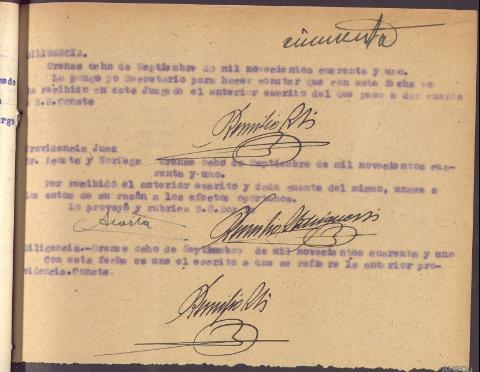 cincuenta
DILIGENCIA.
Orense ocho de Septiembre de mil novecientos cuarenta y uno.
La pongo yo Secretario para hacer constar que con esta fecha se
ha recibido en este Juzgado el anterior escrito del que paso a dar cuenta
a S.S. Conste
Providencia Juez
Sr. Acosta y Noriega Orense ocho de Septiembre de mil novecientos cua-
renta y uno.
Por recibido el anterior escrito y dada cuenta del mismo, unase a
los autos de su razón a los efectos oportunos.
Lo proveyó y rubrica S.S. Doy
Acosta
Diligencia.-Orense ocho de Septiembre de mil novecientos cuarenta y uno
Con esta fecha se une el escrito a que se refiere la anterior pro-
videncia.Conste.